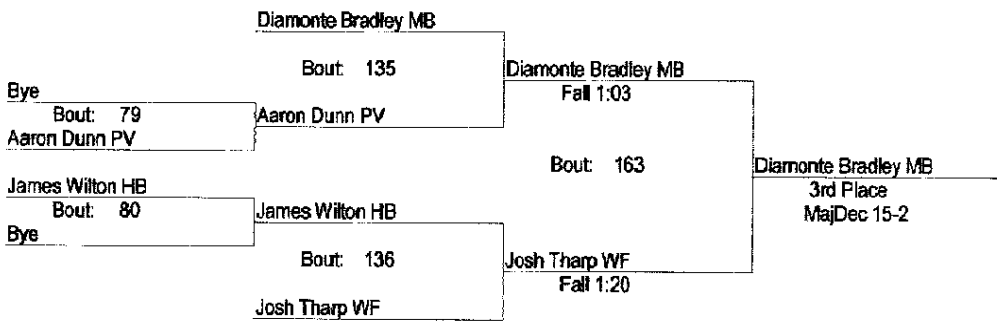 Diamonte Bradley MB
Bout: 135
Diamonte Bradley MB
Fall 1:03
Bye
Bout: 79
Aaron Dunn PV
Aaron Dunn PV
Bout: 163
Diamonte Bradley MB
3rd Place
MajDec 15-2
James Wilton HB
Bout: 80
James Wilton HB
Bye
Bout: 136
Josh Tharp WF
Fall 1:20
Josh Tharp WF